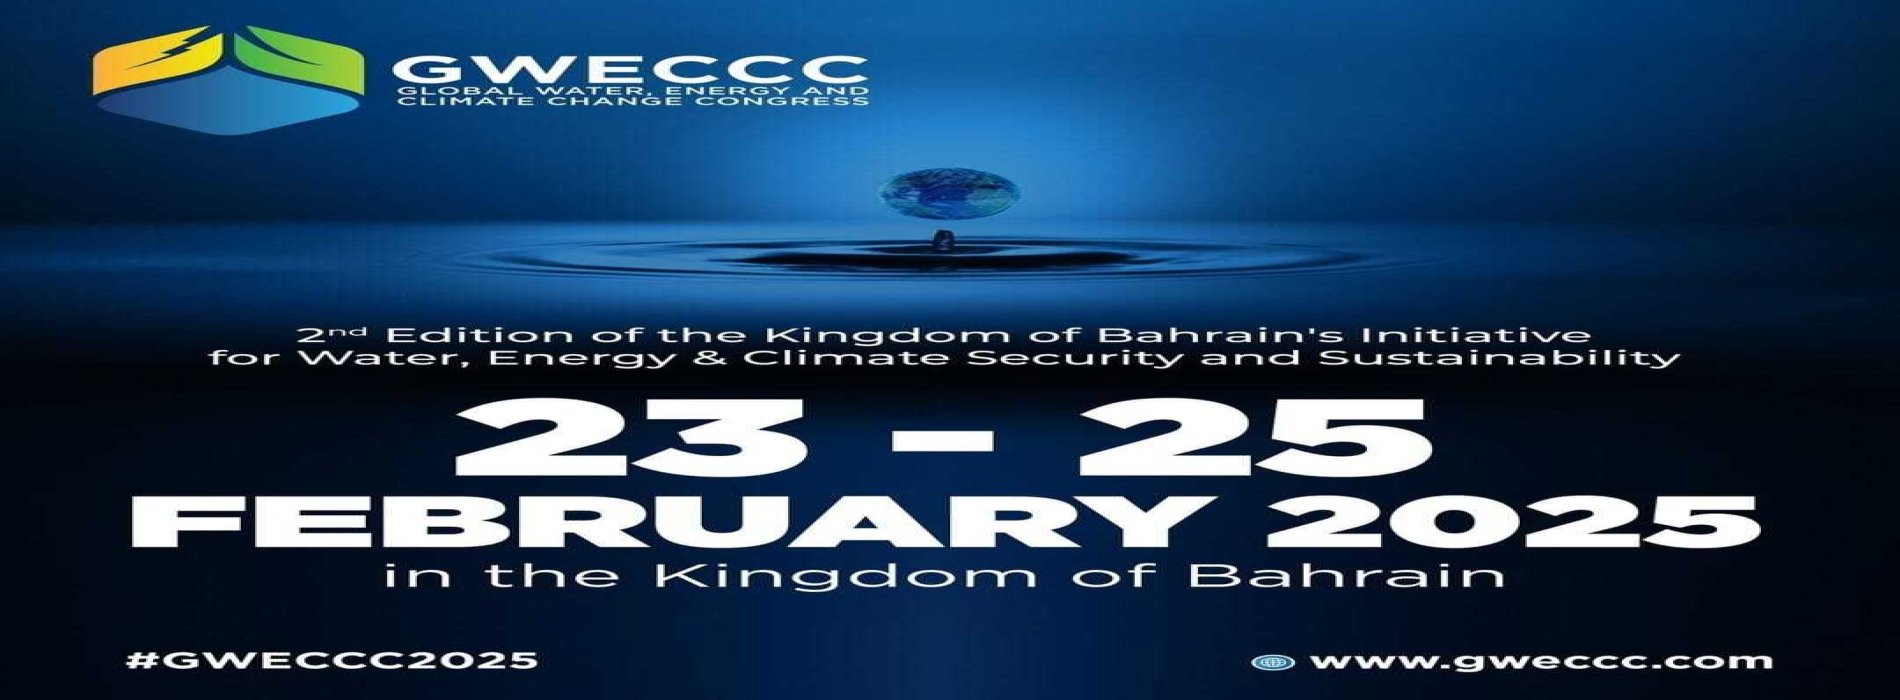 GWECCC
GLOBAL WATER, ENERGY AND
CLIMATE CHANGE CONGRESS
2nd Edition of the Kingdom of Bahrain's Initiative
for Water, Energy & Climate Security and Sustainability
23 - 25
FEBRUARY 2025
in the Kingdom of Bahrain
#GWECCC2025
www.gweccc.com